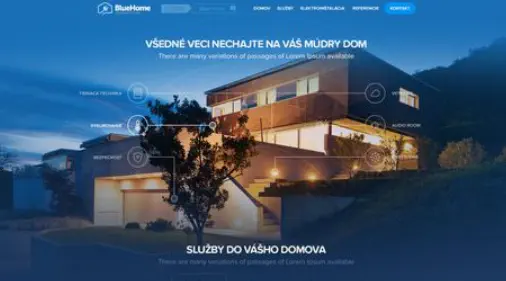 BlueHome
DOMOV SLUŽBY ELEKTROINŠTALÁCIA REFERENCIE KONTAKT
VŠEDNÉ VECI NECHAJTE NA VÁŠ MÚDRY DOM
There are many variations of passages of Lorem Ipsum available
TIENIACA TECHNIKA
AUDIO ROOM
BEZPEČNOSŤ
SLUŽBY DO VÁŠHO DOMOVA
There are many variations of passages of Lorem Ipsum available